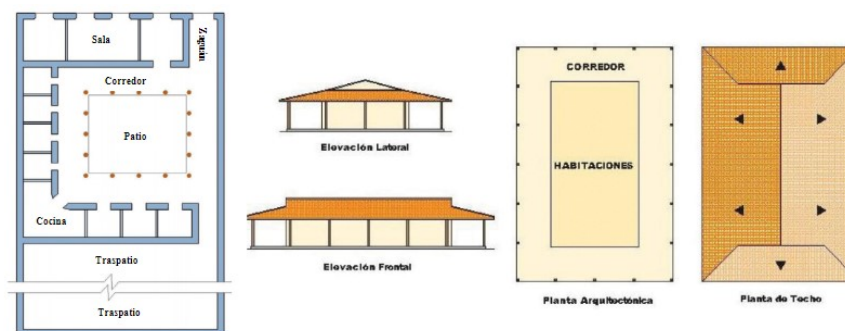 Sala
Zaguán
Corredor
Patio
Cocina
Traspatio
Traspatio
Elevación Lateral
Elevación Frontal
CORREDOR
HABITACIONES
Planta Arquitectónica
Planta de Techo